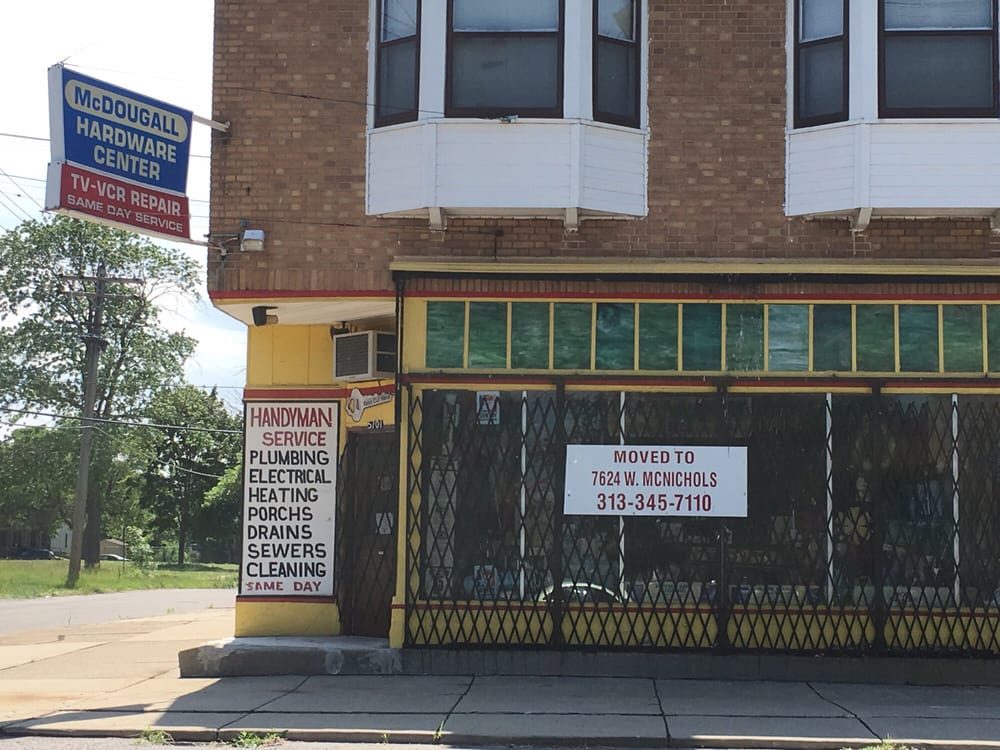 McDOUGALL
HARDWARE
CENTER
TV-VCR REPAIR
SAME DAY SERVICE
HANDYMAN
SERVICE
PLUMBING
ELECTRICAL
HEATING
PORCHS
DRAINS
SEWERS
CLEANING
SAME DAY
5701
MOVED TO
7624 W. MCNICHOLS
313-345-7110